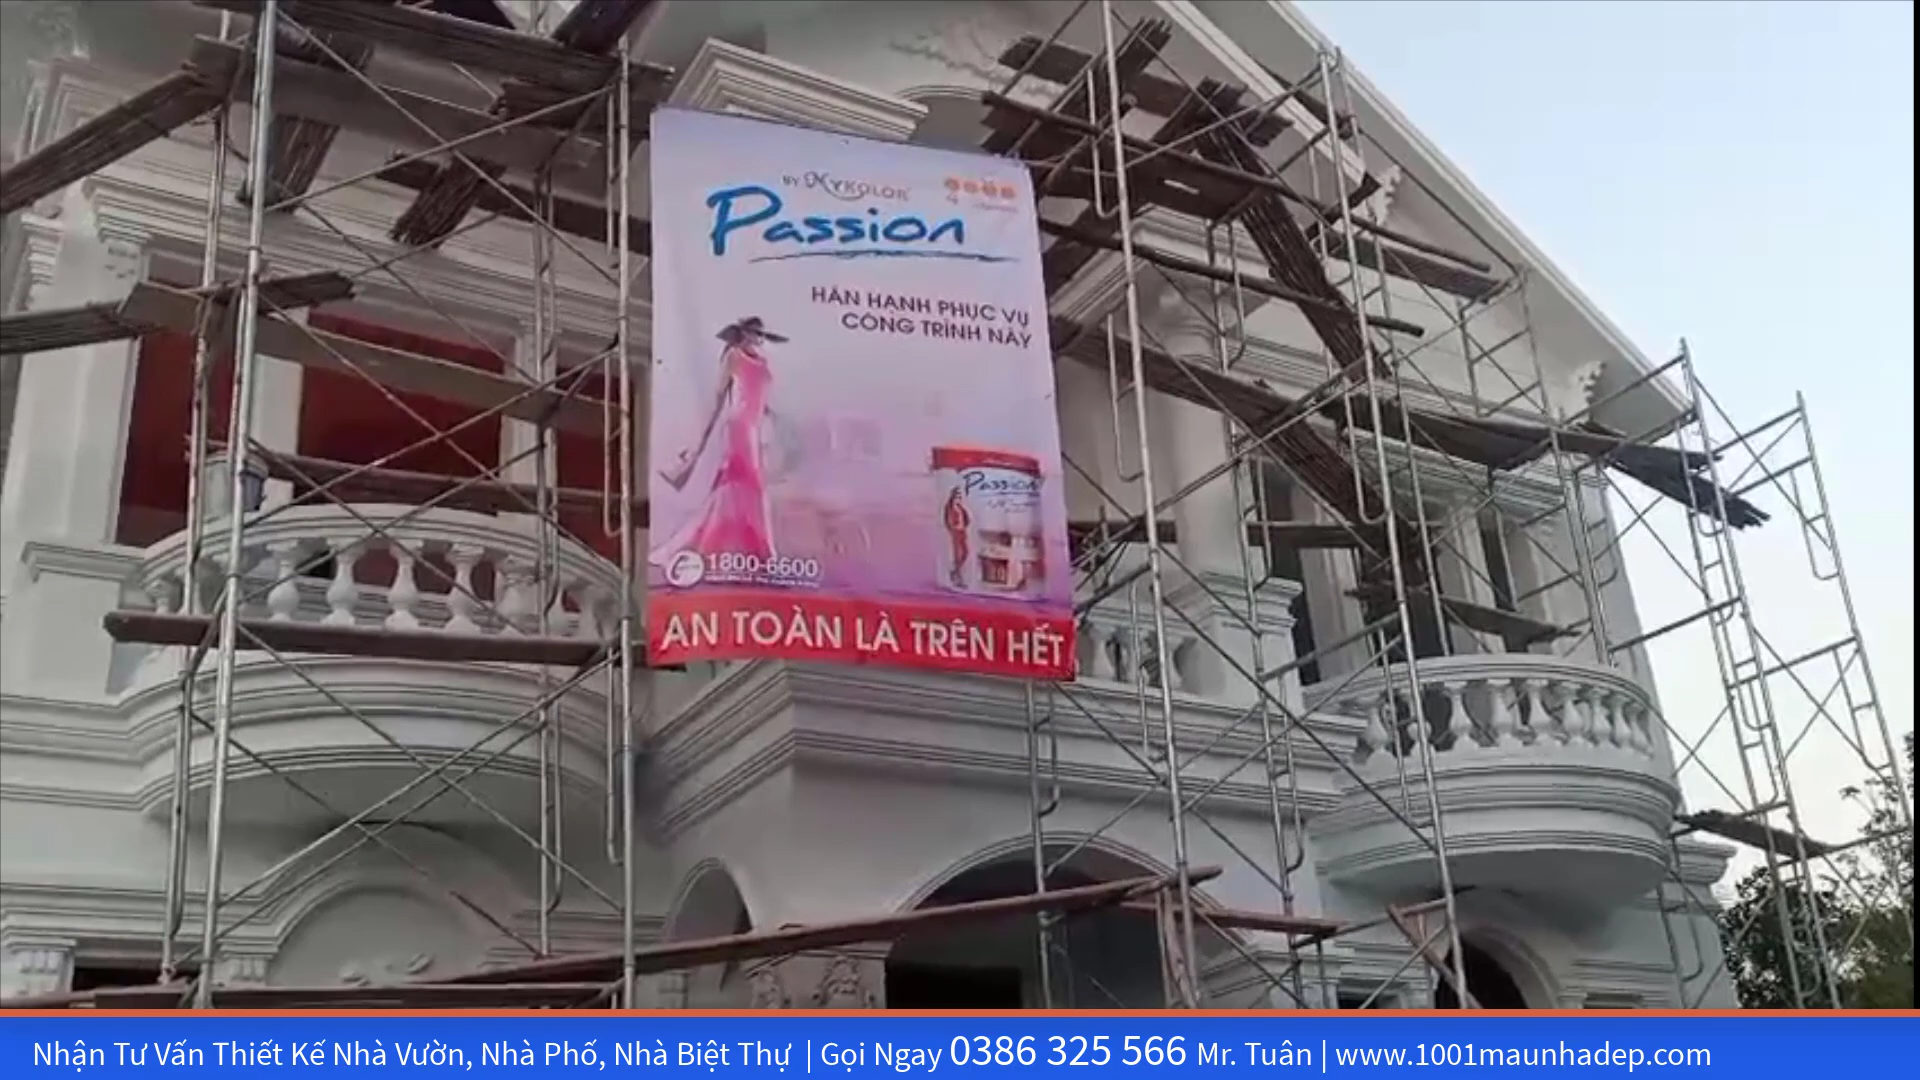 BY MYKOLOR
Passion
HÂN HẠNH PHỤC VỤ
CÔNG TRÌNH NÀY
Passion
1800-6600
AN TOÀN LÀ TRÊN HẾT
Nhận Tư Vấn Thiết Kế Nhà Vườn, Nhà Phố, Nhà Biệt Thự | Gọi Ngay 0386 325 566 Mr. Tuân | www.1001maunhadep.com